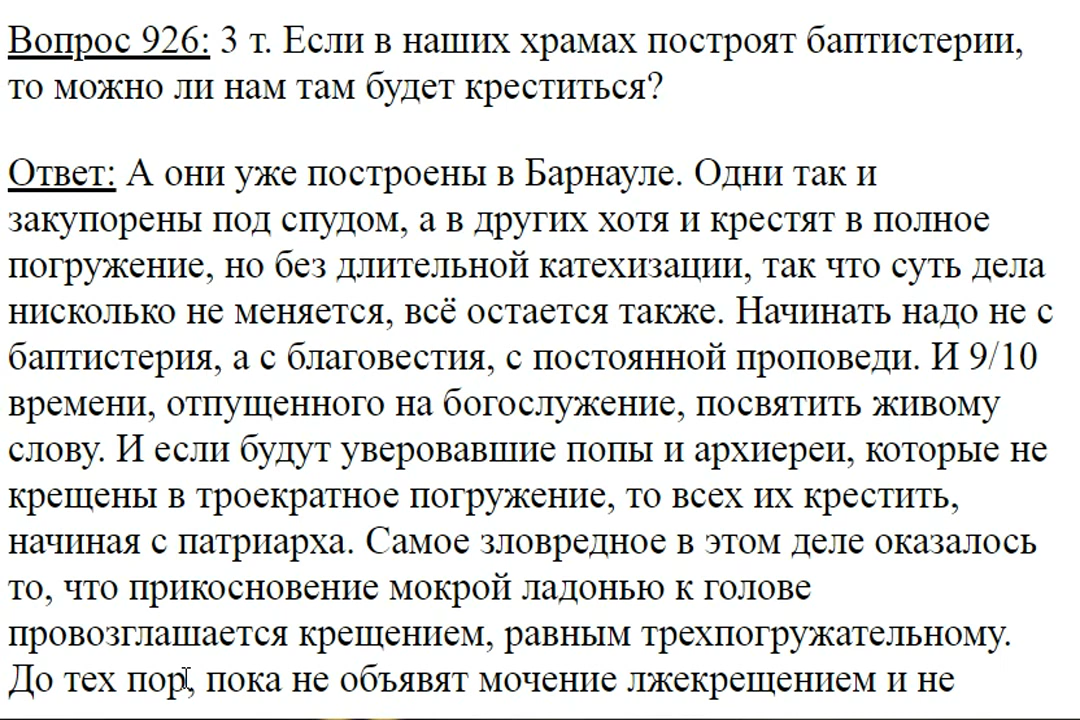 Вопрос 926: 3 т. Если в наших храмах построят баптистерии,
то можно ли нам там будет креститься?
Ответ: А они уже построены в Барнауле. Одни так и
закупорены под спудом, а в других хотя и крестят в полное
погружение, но без длительной катехизации, так что суть дела
нисколько не меняется, всё остается также. Начинать надо не с
баптистерия, а с благовестия, с постоянной проповеди. И 9/10
времени, отпущенного на богослужение, посвятить живому
слову. И если будут уверовавшие попы и архиереи, которые не
крещены в троекратное погружение, то всех их крестить,
начиная с патриарха. Самое зловредное в этом деле оказалось
то, что прикосновение мокрой ладонью к голове
провозглашается крещением, равным трехпогружательному.
До тех пор, пока не объявят мочение лжекрещением и не